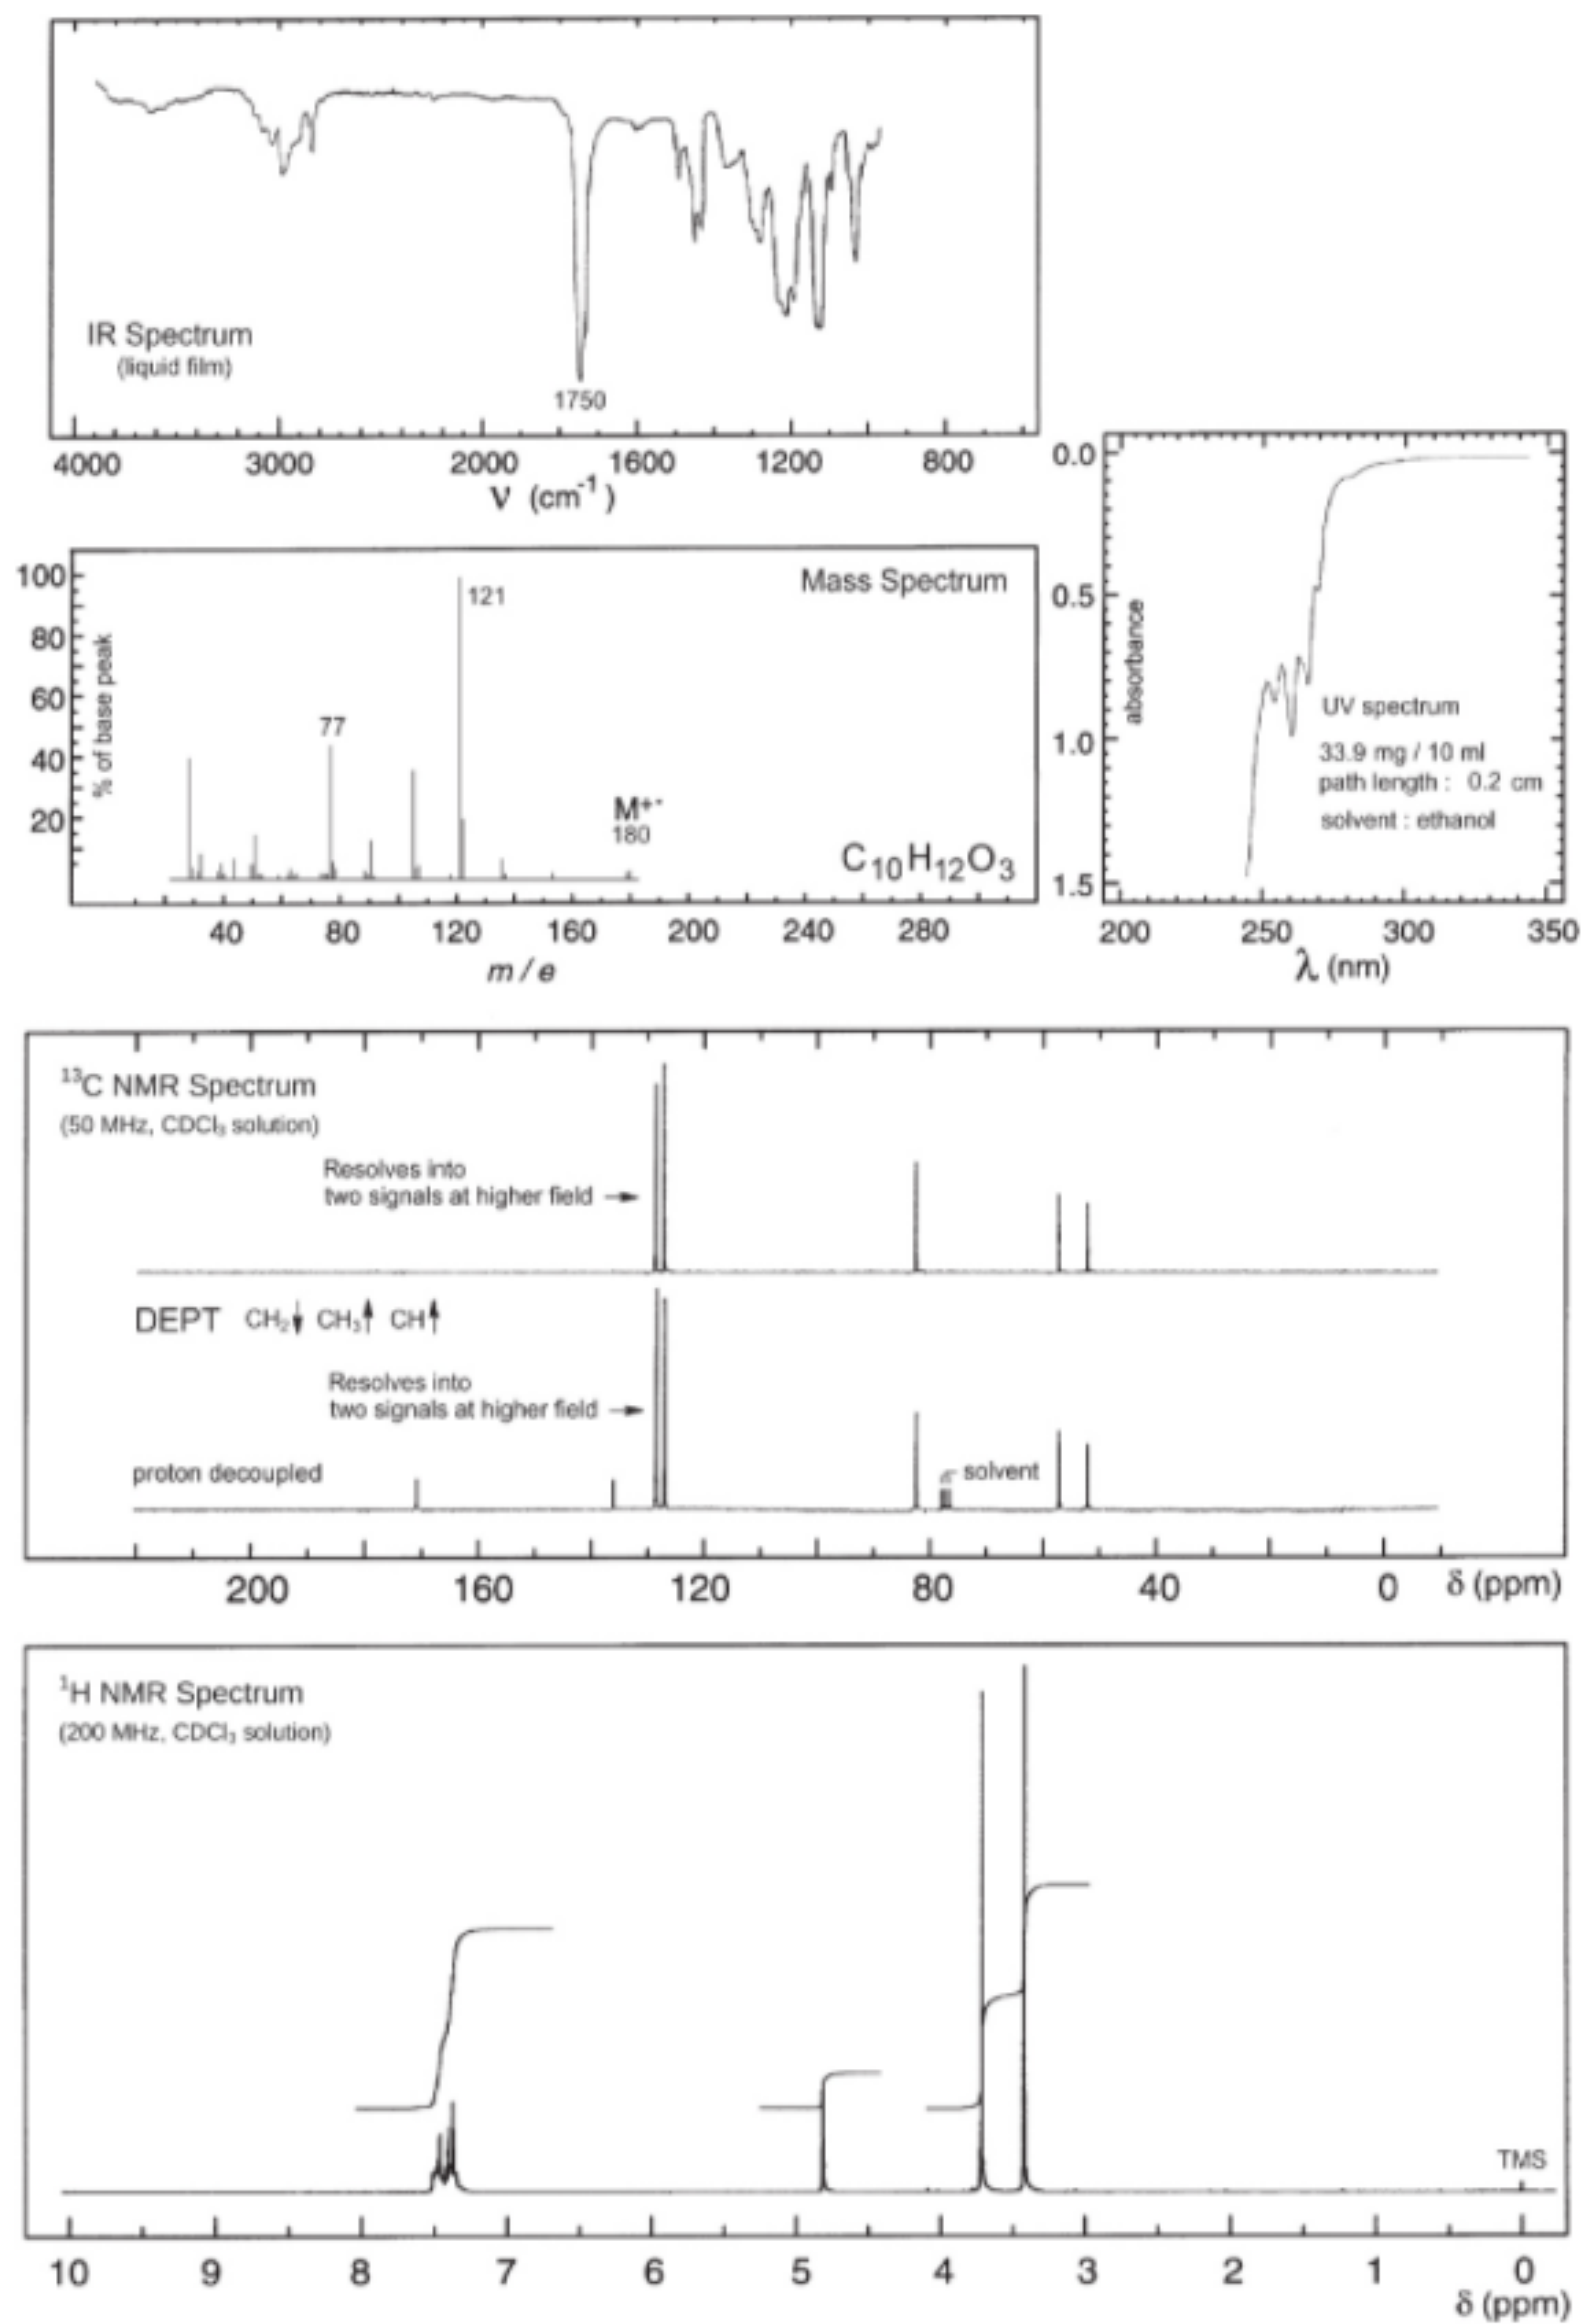 IR Spectrum
(liquid film)
1750
4000 3000 2000 1600 1200 800
ν (cm⁻¹)
100
80
60
40
20
% of base peak
Mass Spectrum
121
77
M⁺·
180
C₁₀H₁₂O₃
40 80 120 160 200 240 280
m / e
0.0
0.5
1.0
1.5
absorbance
UV spectrum
33.9 mg / 10 ml
path length : 0.2 cm
solvent : ethanol
200 250 300 350
λ (nm)
¹³C NMR Spectrum
(50 MHz, CDCl₃ solution)
Resolves into
two signals at higher field
DEPT CH₂ CH₃ CH
Resolves into
two signals at higher field
proton decoupled
solvent
200 160 120 80 40 0 δ (ppm)
¹H NMR Spectrum
(200 MHz, CDCl₃ solution)
TMS
10 9 8 7 6 5 4 3 2 1 0
δ (ppm)